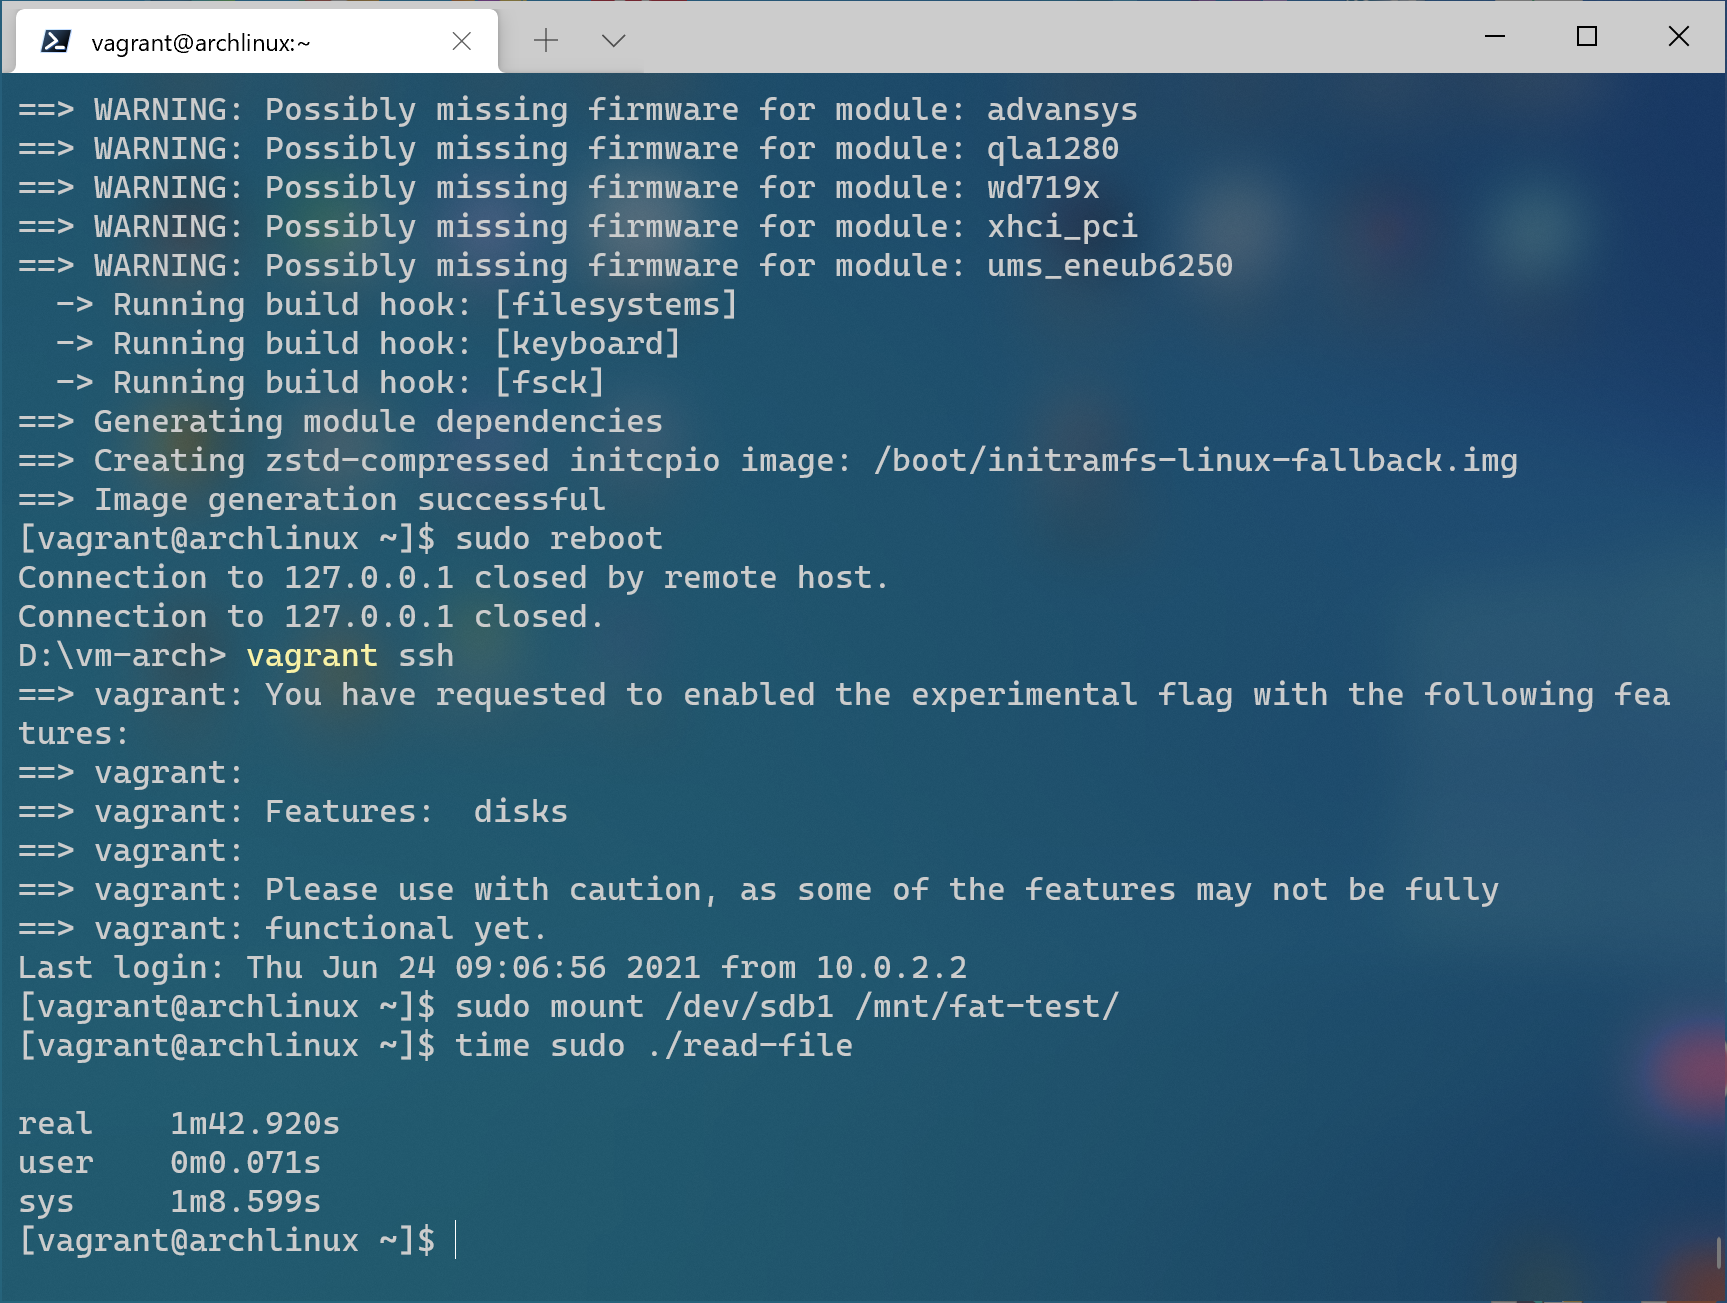 vagrant@archlinux:~
==> WARNING: Possibly missing firmware for module: advansys
==> WARNING: Possibly missing firmware for module: qla1280
==> WARNING: Possibly missing firmware for module: wd719x
==> WARNING: Possibly missing firmware for module: xhci_pci
==> WARNING: Possibly missing firmware for module: ums_eneub6250
  -> Running build hook: [filesystems]
  -> Running build hook: [keyboard]
  -> Running build hook: [fsck]
==> Generating module dependencies
==> Creating zstd-compressed initcpio image: /boot/initramfs-linux-fallback.img
==> Image generation successful
[vagrant@archlinux ~]$ sudo reboot
Connection to 127.0.0.1 closed by remote host.
Connection to 127.0.0.1 closed.
D:\vm-arch> vagrant ssh
==> vagrant: You have requested to enabled the experimental flag with the following fea
tures:
==> vagrant:
==> vagrant: Features:  disks
==> vagrant:
==> vagrant: Please use with caution, as some of the features may not be fully
==> vagrant: functional yet.
Last login: Thu Jun 24 09:06:56 2021 from 10.0.2.2
[vagrant@archlinux ~]$ sudo mount /dev/sdb1 /mnt/fat-test/
[vagrant@archlinux ~]$ time sudo ./read-file
real    1m42.920s
user    0m0.071s
sys     1m8.599s
[vagrant@archlinux ~]$